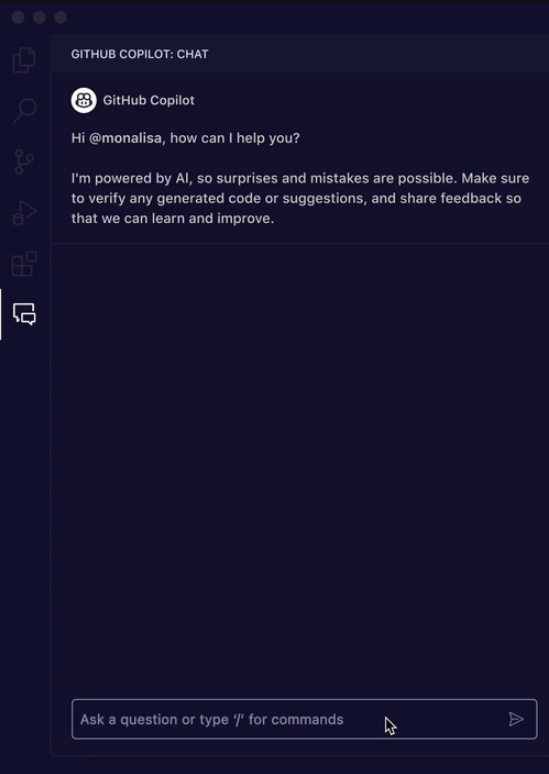 GITHUB COPILOT: CHAT
GitHub Copilot
Hi @monalisa, how can I help you?
I'm powered by AI, so surprises and mistakes are possible. Make sure
to verify any generated code or suggestions, and share feedback so
that we can learn and improve.
Ask a question or type '/' for commands